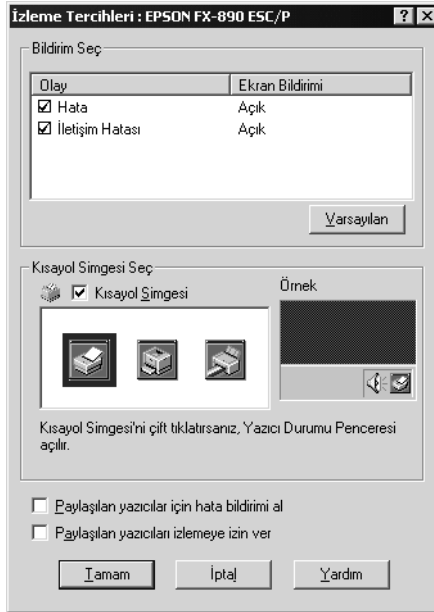 İzleme Tercihleri : EPSON FX-890 ESC/P
Bildirim Seç
Olay Ekran Bildirimi
Hata Açık
İletişim Hatası Açık
Varsayılan
Kısayol Simgesi Seç
Kısayol Simgesi Örnek
Kısayol Simgesi'ni çift tıklatırsanız, Yazıcı Durumu Penceresi
açılır.
Paylaşılan yazıcılar için hata bildirimi al
Paylaşılan yazıcıları izlemeye izin ver
Tamam İptal Yardım